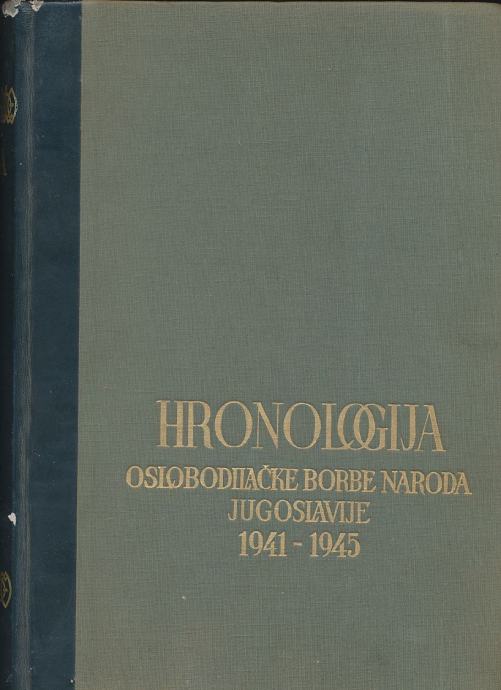 HRONOLOGIJA
OSLOBODILAČKE BORBE NARODA
JUGOSLAVIJE
1941 - 1945